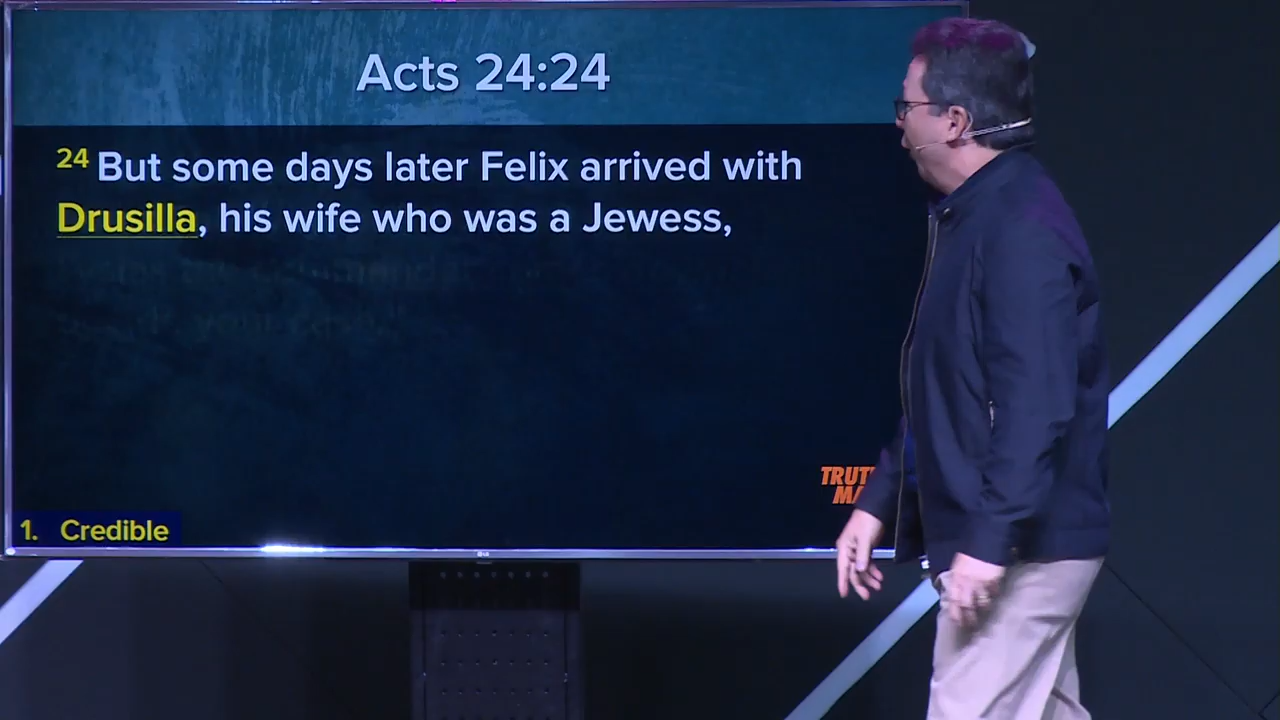 Acts 24:24
24 But some days later Felix arrived with
Drusilla, his wife who was a Jewess,
1. Credible